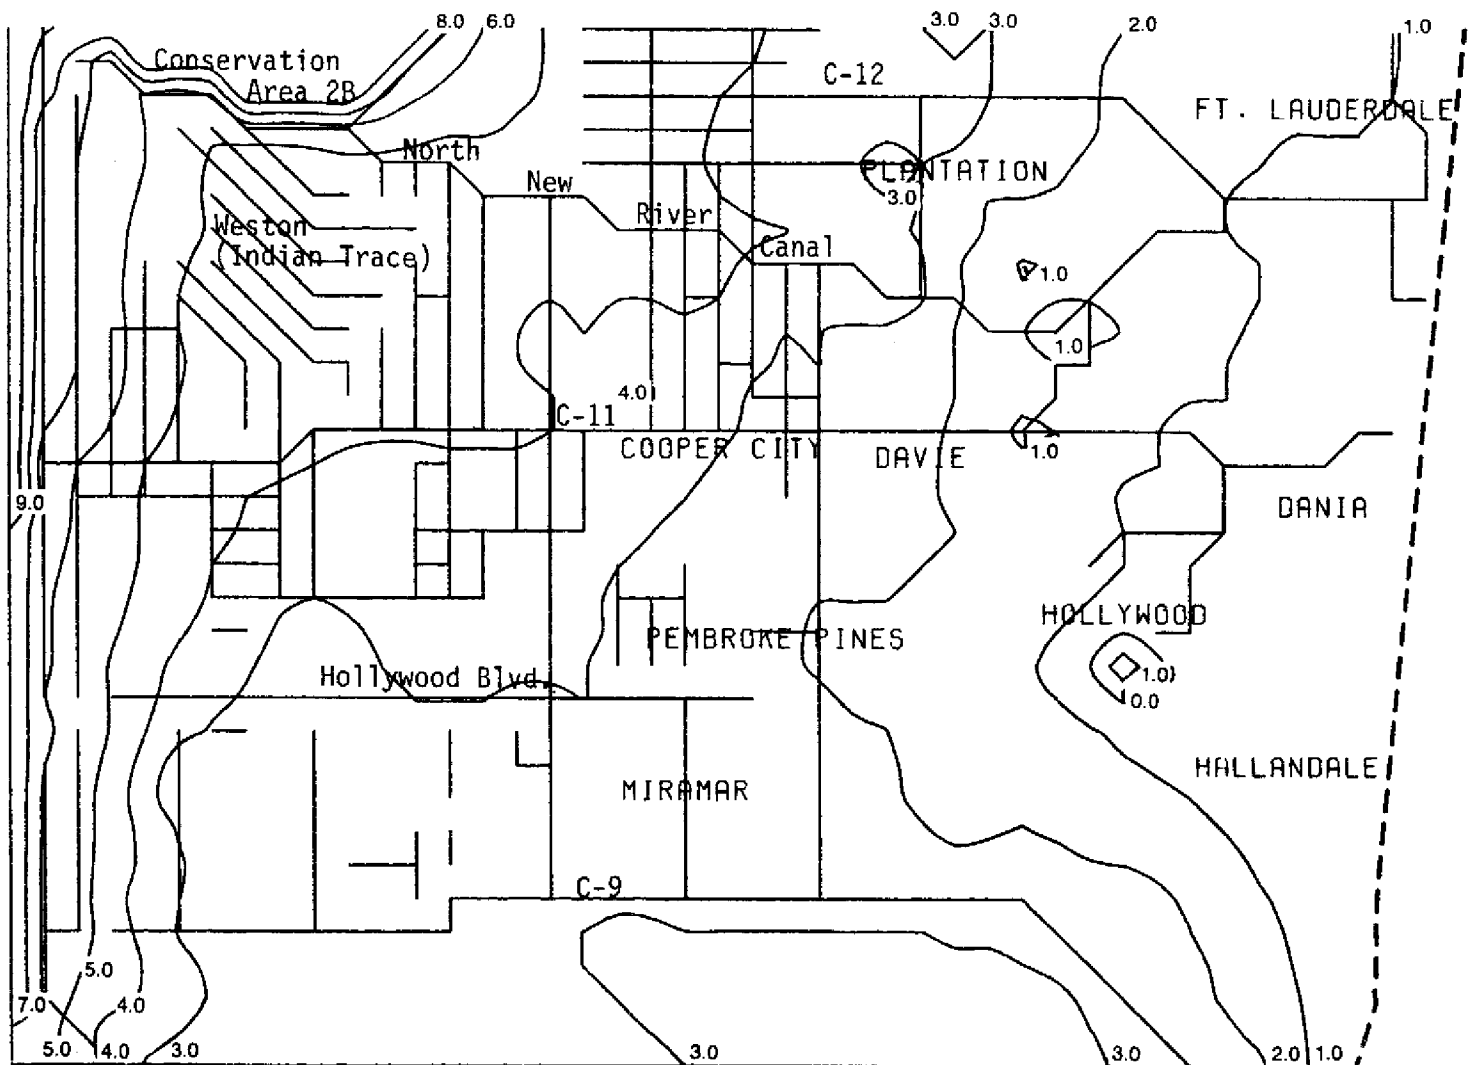 8.0 6.0 3.0 3.0 2.0 1.0
Conservation
Area 2B
C-12
FT. LAUDERDALE
North
PLANTATION
New
3.0
River
Weston
(Indian Trace)
Canal
1.0
1.0
4.0)
C-11
COOPER CITY
DAVIE
1.0
9.0
DANIA
HOLLYWOOD
PEMBROKE PINES
Hollywood Blvd.
1.0)
0.0
HALLANDALE
MIRAMAR
C-9
5.0
7.0
4.0
5.0 4.0 3.0 3.0 3.0 2.0 1.0